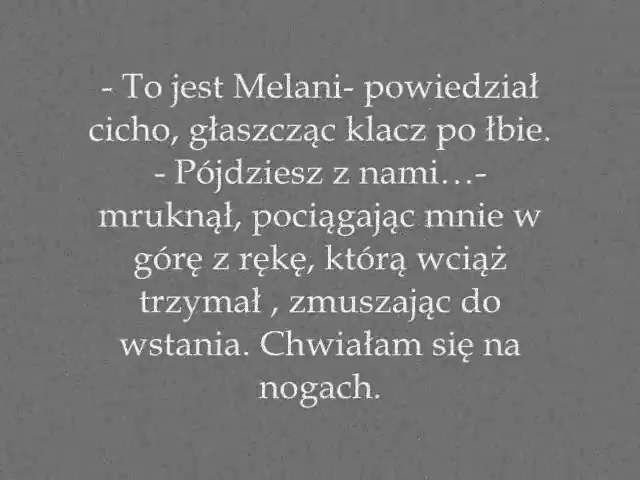 - To jest Melani- powiedział
cicho, głaszcząc klacz po łbie.
- Pójdziesz z nami…-
mruknął, pociągając mnie w
górę z rękę, którą wciąż
trzymał , zmuszając do
wstania. Chwiałam się na
nogach.